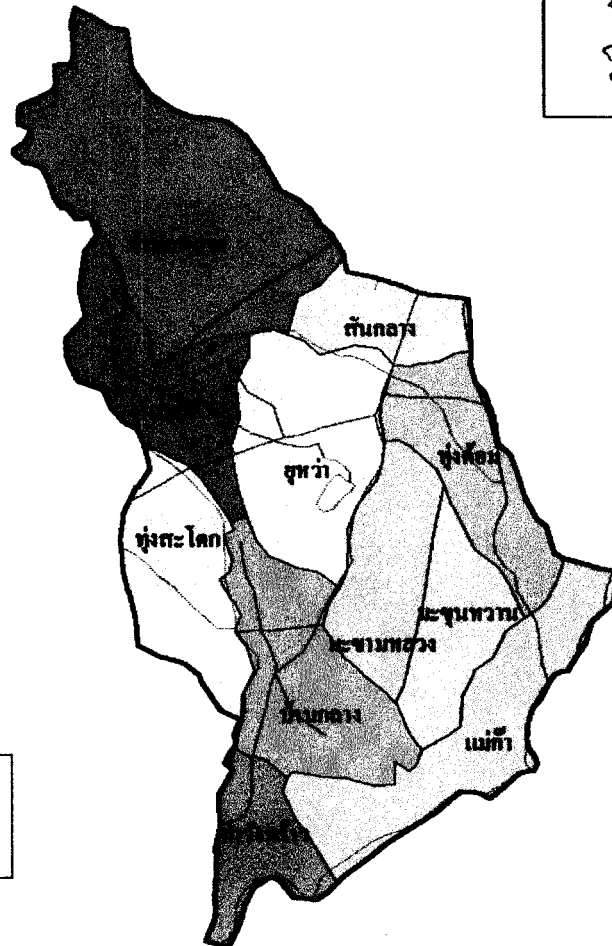 สันกลาง
ทุ่งต้อม
ยุหว่า
ทุ่งสะโตก
มะขุนหวาน
มะขามหลวง
บ้านกลาง
แม่ก๊า